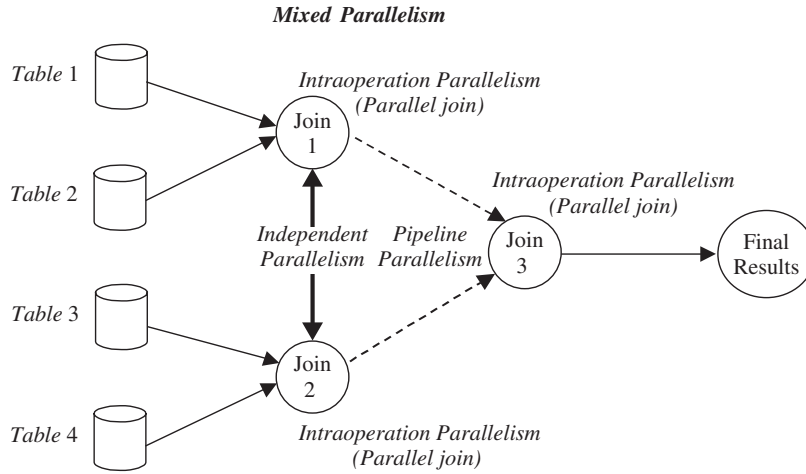 Mixed Parallelism
Table 1
Intraoperation Parallelism
(Parallel join)
Join
1
Table 2
Intraoperation Parallelism
(Parallel join)
Independent
Parallelism
Pipeline
Parallelism
Join
3
Final
Results
Table 3
Join
2
Table 4
Intraoperation Parallelism
(Parallel join)